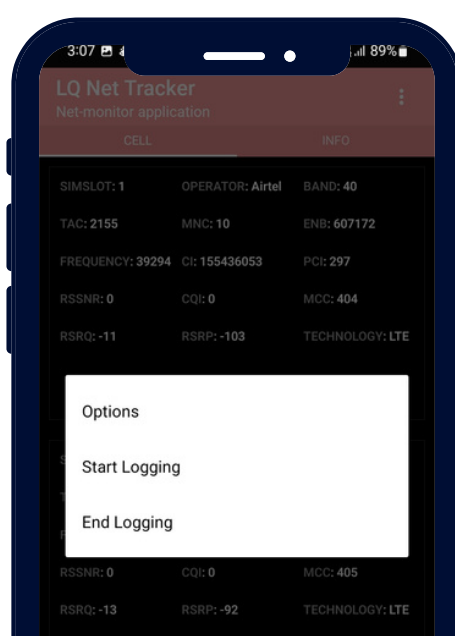 3:07 89%
LQ Net Tracker
Net-monitor application
CELL INFO
SIMSLOT: 1 OPERATOR: Airtel BAND: 40
TAC: 2155 MNC: 10 ENB: 607172
FREQUENCY: 39294 CI: 155436053 PCI: 297
RSSNR: 0 CQI: 0 MCC: 404
RSRQ: -11 RSRP: -103 TECHNOLOGY: LTE
Options
Start Logging
End Logging
RSSNR: 0 CQI: 0 MCC: 405
RSRQ: -13 RSRP: -92 TECHNOLOGY: LTE